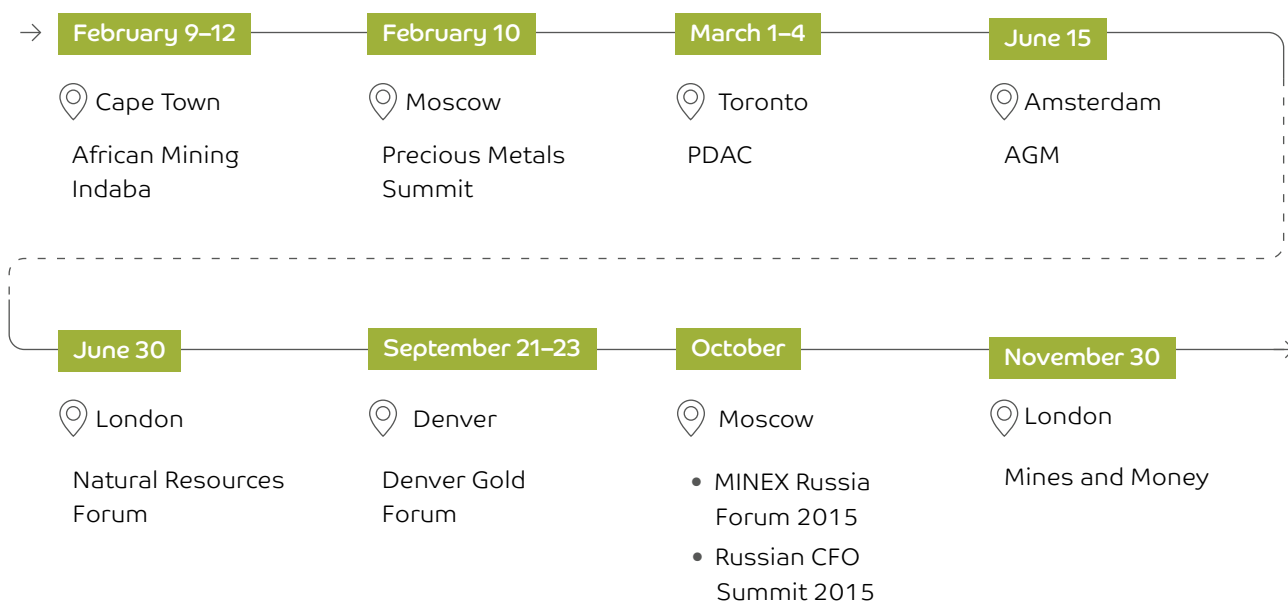 February 9–12
Cape Town
African Mining
Indaba
February 10
Moscow
Precious Metals
Summit
March 1–4
Toronto
PDAC
June 15
Amsterdam
AGM
June 30
London
Natural Resources
Forum
September 21–23
Denver
Denver Gold
Forum
October
Moscow
• MINEX Russia
Forum 2015
• Russian CFO
Summit 2015
November 30
London
Mines and Money